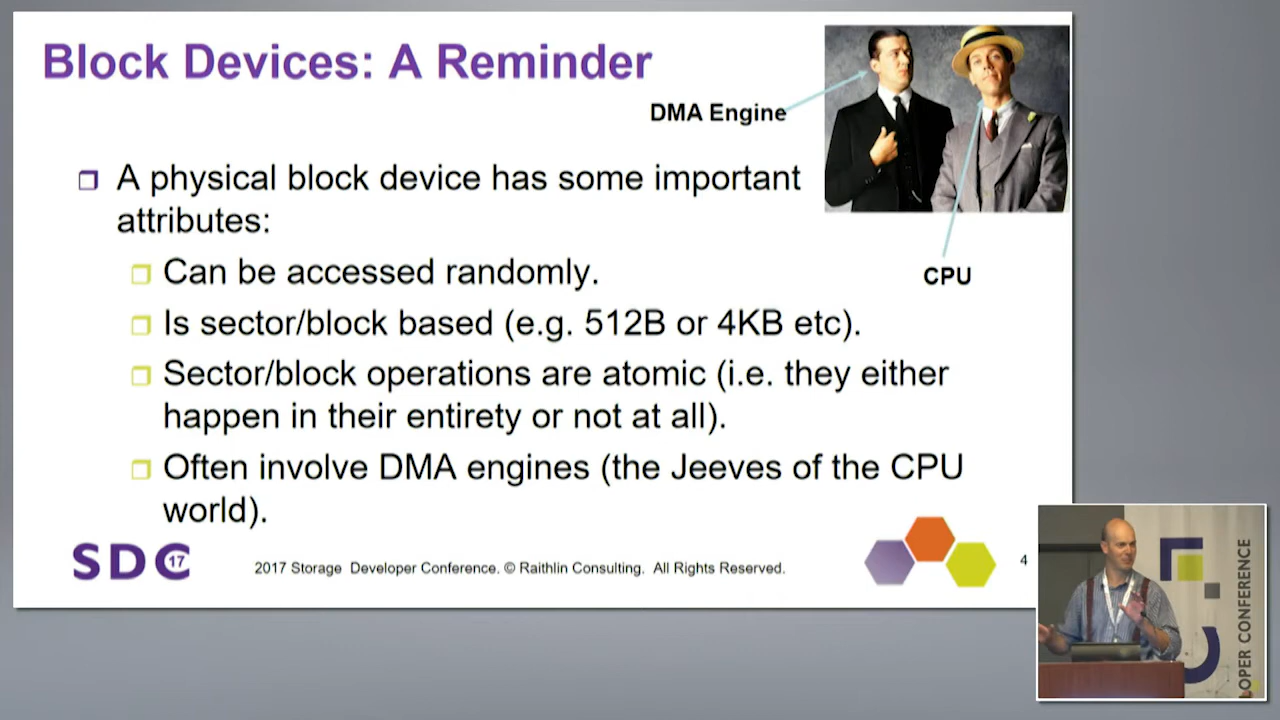 Block Devices: A Reminder
DMA Engine
A physical block device has some important
attributes:
CPU
Can be accessed randomly.
Is sector/block based (e.g. 512B or 4KB etc).
Sector/block operations are atomic (i.e. they either
happen in their entirety or not at all).
Often involve DMA engines (the Jeeves of the CPU
world).
SDC 17
2017 Storage Developer Conference. © Raithlin Consulting. All Rights Reserved.
4
OPER CONFERENCE